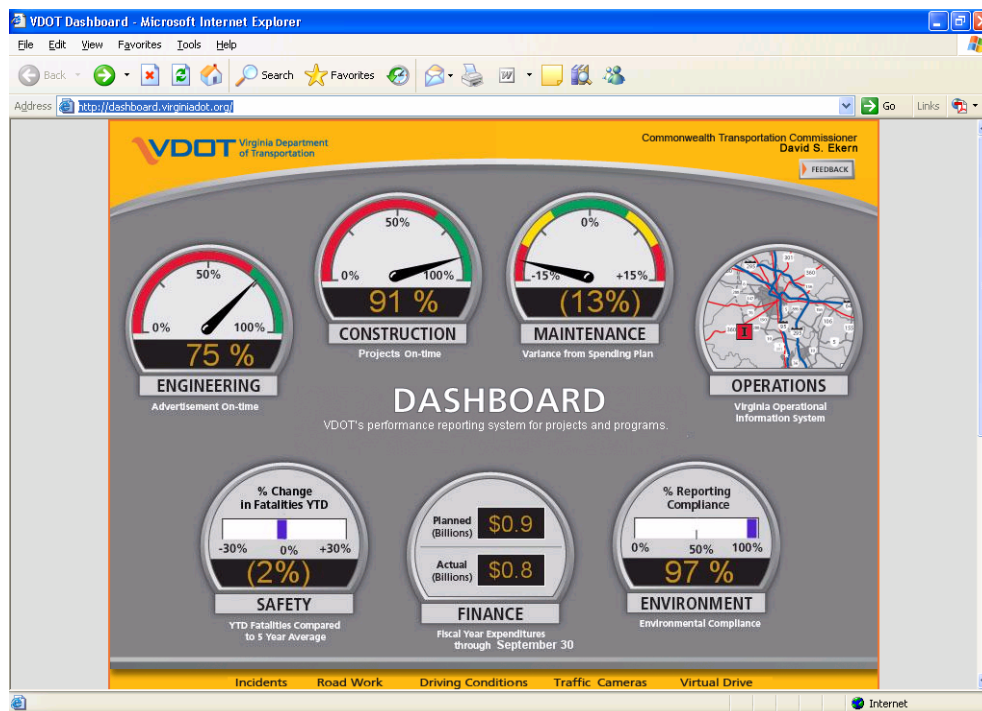 VDOT Dashboard - Microsoft Internet Explorer
File Edit View Favorites Tools Help
Back Search Favorites
Address http://dashboard.virginiadot.org/ Go Links
VDOT Virginia Department of Transportation
Commonwealth Transportation Commissioner
David S. Ekern
FEEDBACK
50%
0% 100%
75 %
ENGINEERING
Advertisement On-time
50%
0% 100%
91 %
CONSTRUCTION
Projects On-time
0%
-15% +15%
(13%)
MAINTENANCE
Variance from Spending Plan
I
OPERATIONS
Virginia Operational
Information System
DASHBOARD
VDOT's performance reporting system for projects and programs.
% Change
in Fatalities YTD
-30% 0% +30%
(2%)
SAFETY
YTD Fatalities Compared
to 5 Year Average
Planned
(Billions)
$0.9
Actual
(Billions)
$0.8
FINANCE
Fiscal Year Expenditures
through September 30
% Reporting
Compliance
0% 50% 100%
97 %
ENVIRONMENT
Environmental Compliance
Incidents Road Work Driving Conditions Traffic Cameras Virtual Drive
Internet